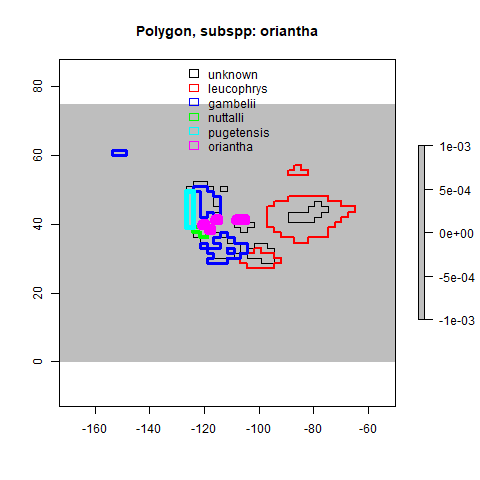 Polygon, subspp: oriantha
unknown
leucophrys
gambelii
nuttalli
pugetensis
oriantha
80
60
40
20
0
-160
-140
-120
-100
-80
-60
1e-03
5e-04
0e+00
-5e-04
-1e-03